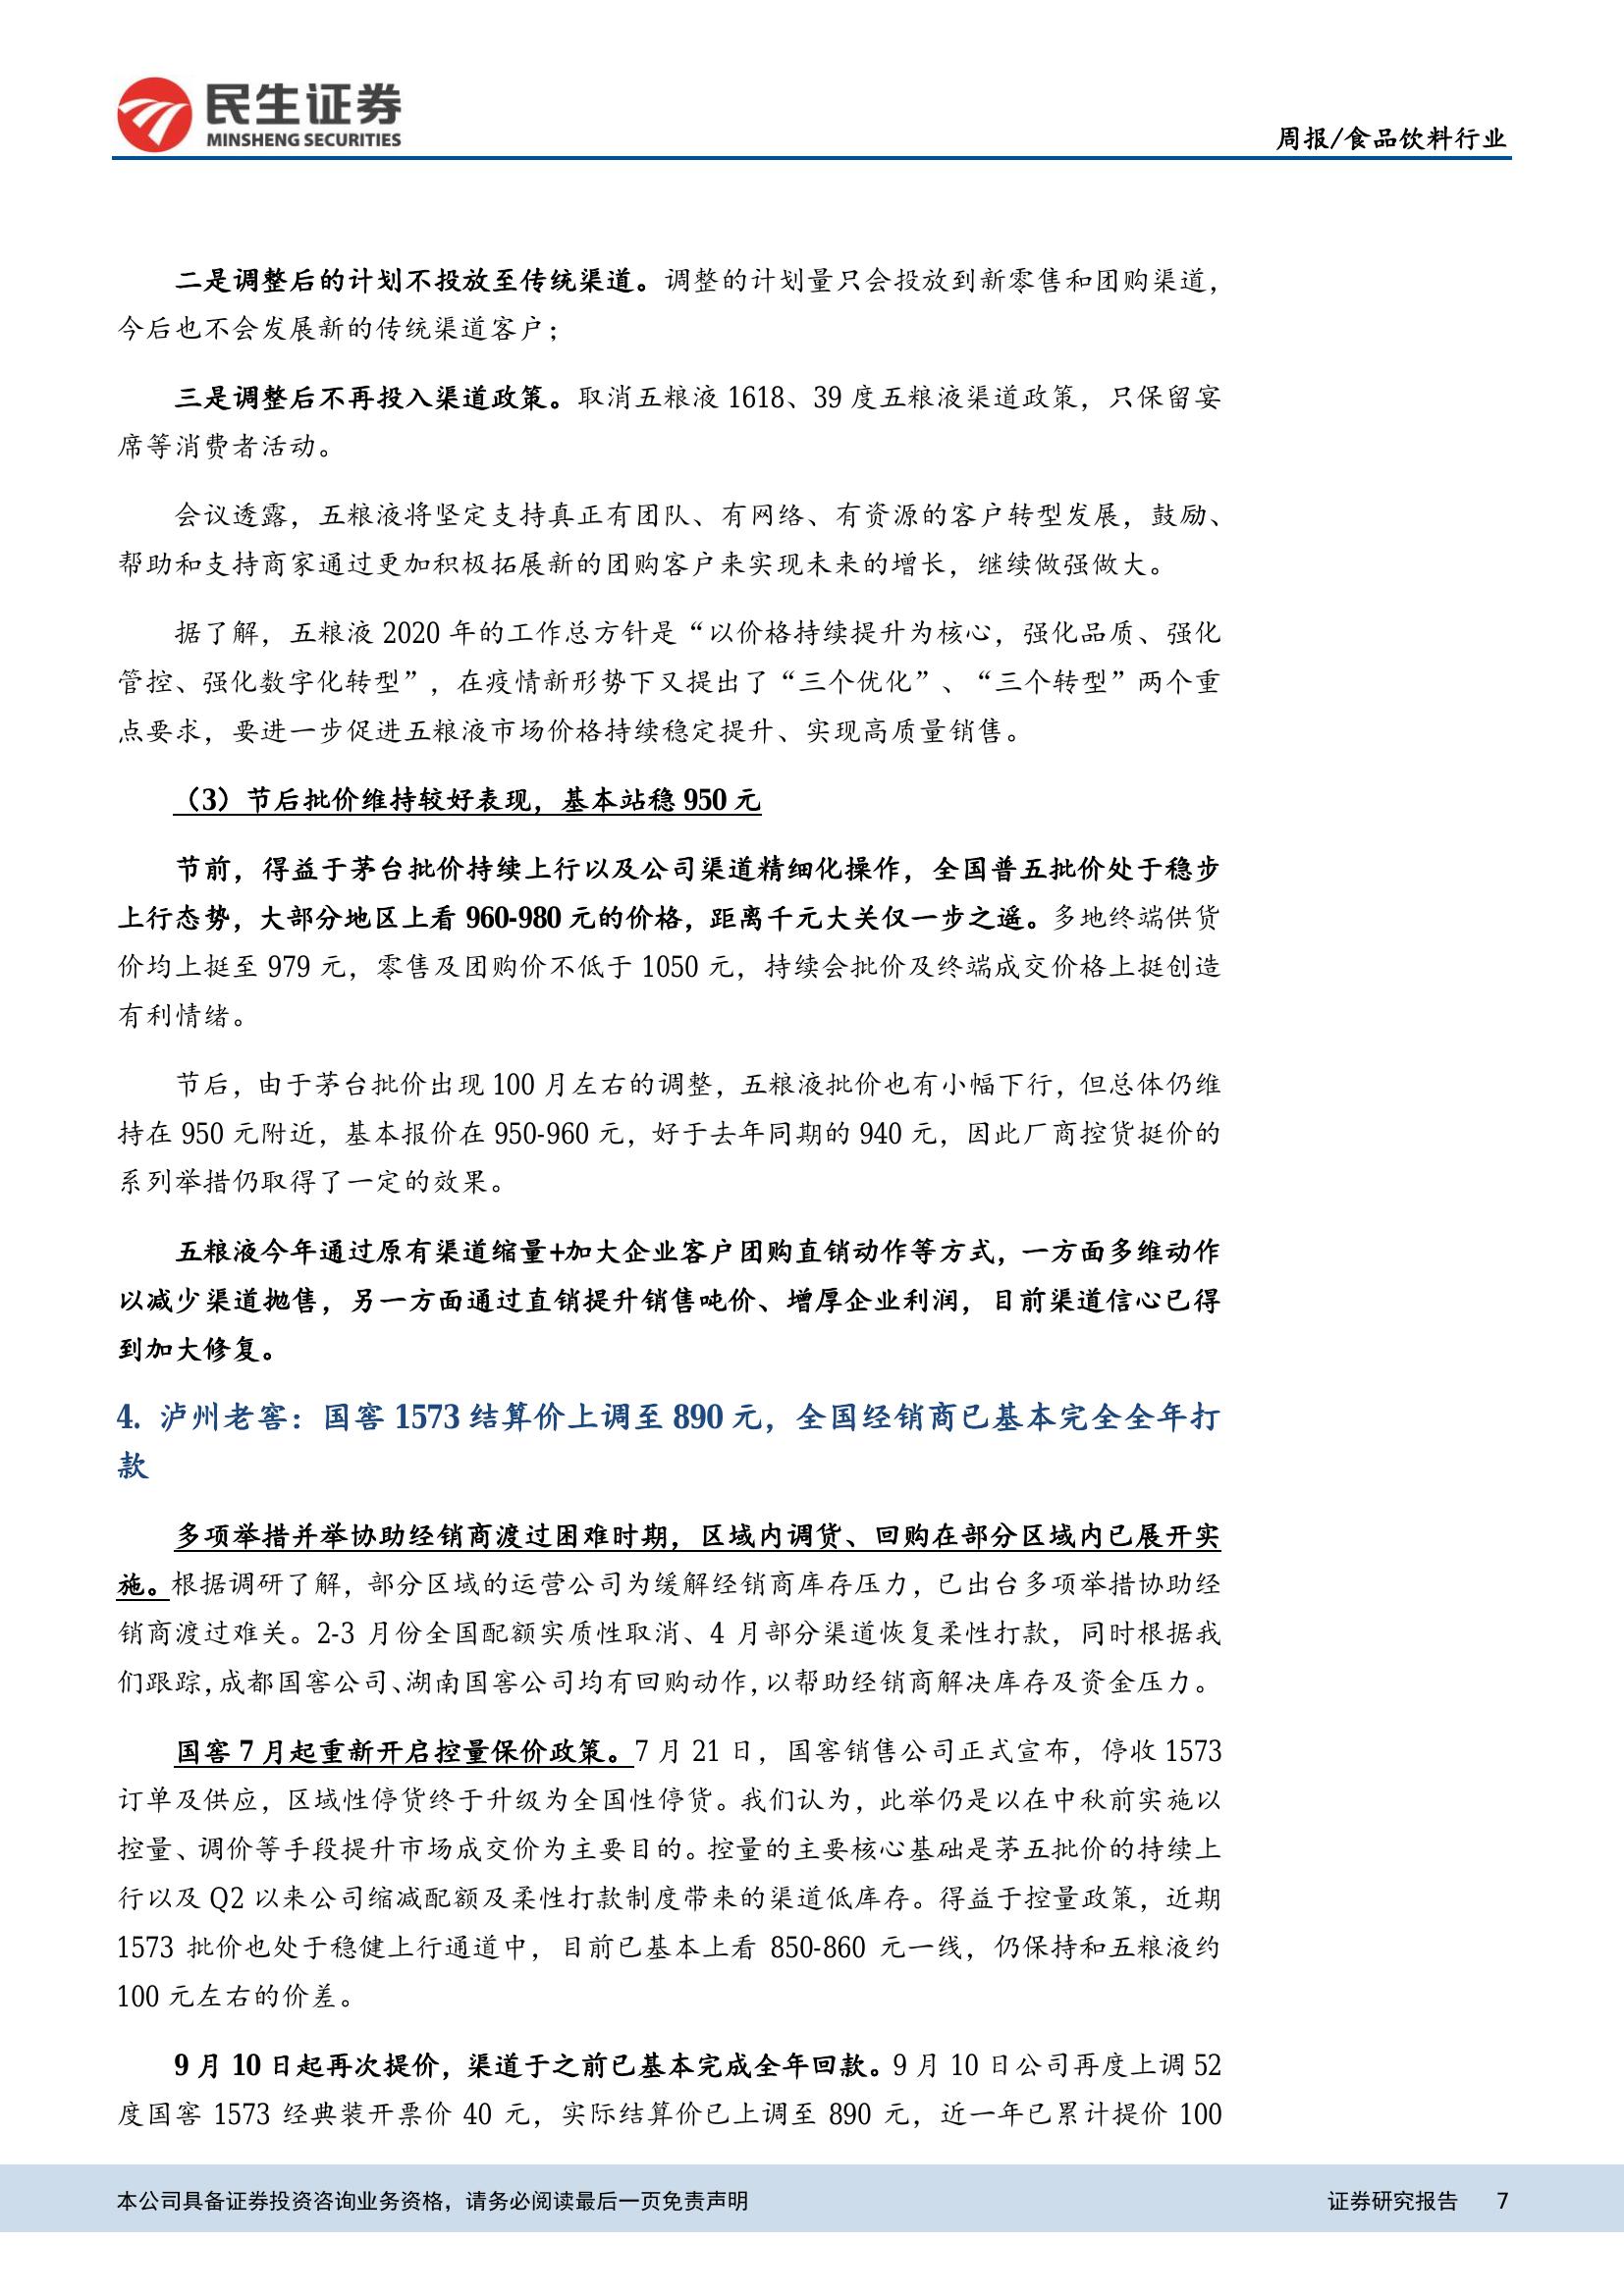 民生证券
MINSHENG SECURITIES
周报/食品饮料行业
二是调整后的计划不投放至传统渠道。调整的计划量只会投放到新零售和团购渠道，
今后也不会发展新的传统渠道客户；
三是调整后不再投入渠道政策。取消五粮液 1618、39 度五粮液渠道政策，只保留宴
席等消费者活动。
会议透露，五粮液将坚定支持真正有团队、有网络、有资源的客户转型发展，鼓励、
帮助和支持商家通过更加积极拓展新的团购客户来实现未来的增长，继续做强做大。
据了解，五粮液 2020 年的工作总方针是“以价格持续提升为核心，强化品质、强化
管控、强化数字化转型”，在疫情新形势下又提出了“三个优化”、“三个转型”两个重
点要求，要进一步促进五粮液市场价格持续稳定提升、实现高质量销售。
（3）节后批价维持较好表现，基本站稳 950 元
节前，得益于茅台批价持续上行以及公司渠道精细化操作，全国普五批价处于稳步
上行态势，大部分地区上看 960-980 元的价格，距离千元大关仅一步之遥。多地终端供货
价均上挺至 979 元，零售及团购价不低于 1050 元，持续会批价及终端成交价格上挺创造
有利情绪。
节后，由于茅台批价出现 100 月左右的调整，五粮液批价也有小幅下行，但总体仍维
持在 950 元附近，基本报价在 950-960 元，好于去年同期的 940 元，因此厂商控货挺价的
系列举措仍取得了一定的效果。
五粮液今年通过原有渠道缩量+加大企业客户团购直销动作等方式，一方面多维动作
以减少渠道抛售，另一方面通过直销提升销售吨价、增厚企业利润，目前渠道信心已得
到加大修复。
4. 泸州老窖：国窖 1573 结算价上调至 890 元，全国经销商已基本完全全年打
款
多项举措并举协助经销商渡过困难时期，区域内调货、回购在部分区域内已展开实
施。根据调研了解，部分区域的运营公司为缓解经销商库存压力，已出台多项举措协助经
销商渡过难关。2-3 月份全国配额实质性取消、4 月部分渠道恢复柔性打款，同时根据我
们跟踪，成都国窖公司、湖南国窖公司均有回购动作，以帮助经销商解决库存及资金压力。
国窖 7 月起重新开启控量保价政策。7 月 21 日，国窖销售公司正式宣布，停收 1573
订单及供应，区域性停货终于升级为全国性停货。我们认为，此举仍是以在中秋前实施以
控量、调价等手段提升市场成交价为主要目的。控量的主要核心基础是茅五批价的持续上
行以及 Q2 以来公司缩减配额及柔性打款制度带来的渠道低库存。得益于控量政策，近期
1573 批价也处于稳健上行通道中，目前已基本上看 850-860 元一线，仍保持和五粮液约
100 元左右的价差。
9 月 10 日起再次提价，渠道于之前已基本完成全年回款。9 月 10 日公司再度上调 52
度国窖 1573 经典装开票价 40 元，实际结算价已上调至 890 元，近一年已累计提价 100
本公司具备证券投资咨询业务资格，请务必阅读最后一页免责声明
证券研究报告 7